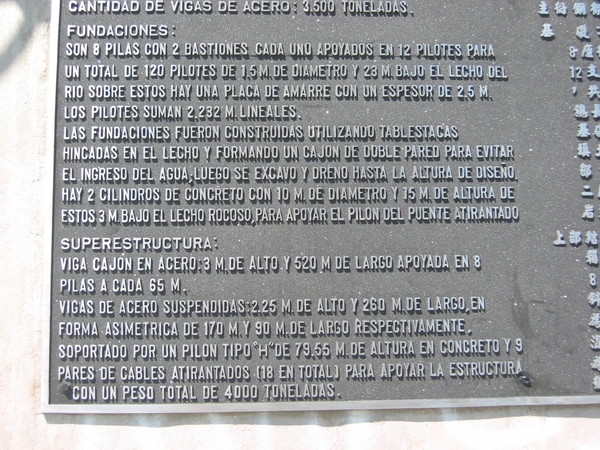 CANTIDAD DE VIGAS DE ACERO: 3,500 TONELADAS.
FUNDACIONES:
SON 8 PILAS CON 2 BASTIONES CADA UNO APOYADOS EN 12 PILOTES PARA
UN TOTAL DE 120 PILOTES DE 1,5 M. DE DIAMETRO Y 23 M. BAJO EL LECHO DEL
RIO SOBRE ESTOS HAY UNA PLACA DE AMARRE CON UN ESPESOR DE 2,5 M.
LOS PILOTES SUMAN 2,232 M. LINEALES.
LAS FUNDACIONES FUERON CONSTRUIDAS UTILIZANDO TABLESTACAS
HINCADAS EN EL LECHO Y FORMANDO UN CAJON DE DOBLE PARED PARA EVITAR
EL INGRESO DEL AGUA; LUEGO SE EXCAVO Y DRENO HASTA LA ALTURA DE DISENO.
HAY 2 CILINDROS DE CONCRETO CON 10 M. DE DIAMETRO Y 15 M. DE ALTURA DE
ESTOS 3 M. BAJO EL LECHO ROCOSO, PARA APOYAR EL PILON DEL PUENTE ATIRANTADO
SUPERESTRUCTURA:
VIGA CAJON EN ACERO: 3 M. DE ALTO Y 520 M DE LARGO APOYADA EN 8
PILAS A CADA 65 M.
VIGAS DE ACERO SUSPENDIDAS: 2,25 M. DE ALTO Y 260 M. DE LARGO, EN
FORMA ASIMETRICA DE 170 M. Y 90 M. DE LARGO RESPECTIVAMENTE,
SOPORTADO POR UN PILON TIPO "H" DE 79,55 M. DE ALTURA EN CONCRETO Y 9
PARES DE CABLES ATIRANTADOS (18 EN TOTAL) PARA APOYAR LA ESTRUCTURA
CON UN PESO TOTAL DE 4000 TONELADAS.
基 礎
8 座
12 支
上部